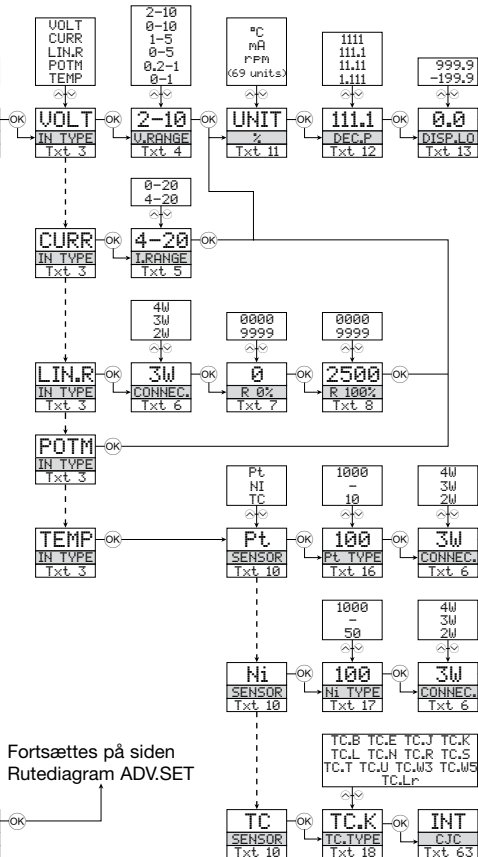 VOLT
CURR
LIN.R
POTM
TEMP
2-10
0-10
1-5
0-5
0.2-1
0-1
°C
mA
rpm
(69 units)
1111
111.1
11.11
1.111
999.9
-199.9
OK
VOLT
IN TYPE
Txt 3
OK
2-10
V.RANGE
Txt 4
OK
UNIT
%
Txt 11
OK
111.1
DEC.P
Txt 12
OK
0.0
DISP.LO
Txt 13
0-20
4-20
CURR
IN TYPE
Txt 3
OK
4-20
I.RANGE
Txt 5
OK
4W
3W
2W
0000
9999
0000
9999
LIN.R
IN TYPE
Txt 3
OK
3W
CONNEC.
Txt 6
OK
0
R 0%
Txt 7
OK
2500
R 100%
Txt 8
OK
POTM
IN TYPE
Txt 3
OK
Pt
NI
TC
1000
-
10
4W
3W
2W
TEMP
IN TYPE
Txt 3
OK
Pt
SENSOR
Txt 10
OK
100
Pt TYPE
Txt 16
OK
3W
CONNEC.
Txt 6
1000
-
50
4W
3W
2W
Ni
SENSOR
Txt 10
OK
100
Ni TYPE
Txt 17
OK
3W
CONNEC.
Txt 6
Fortsættes på siden
Rutediagram ADV.SET
OK
TC.B TC.E TC.J TC.K
TC.L TC.N TC.R TC.S
TC.T TC.U TC.W3 TC.W5
TC.Lr
TC
SENSOR
Txt 10
OK
TC.K
TC.TYPE
Txt 18
OK
INT
CJC
Txt 63